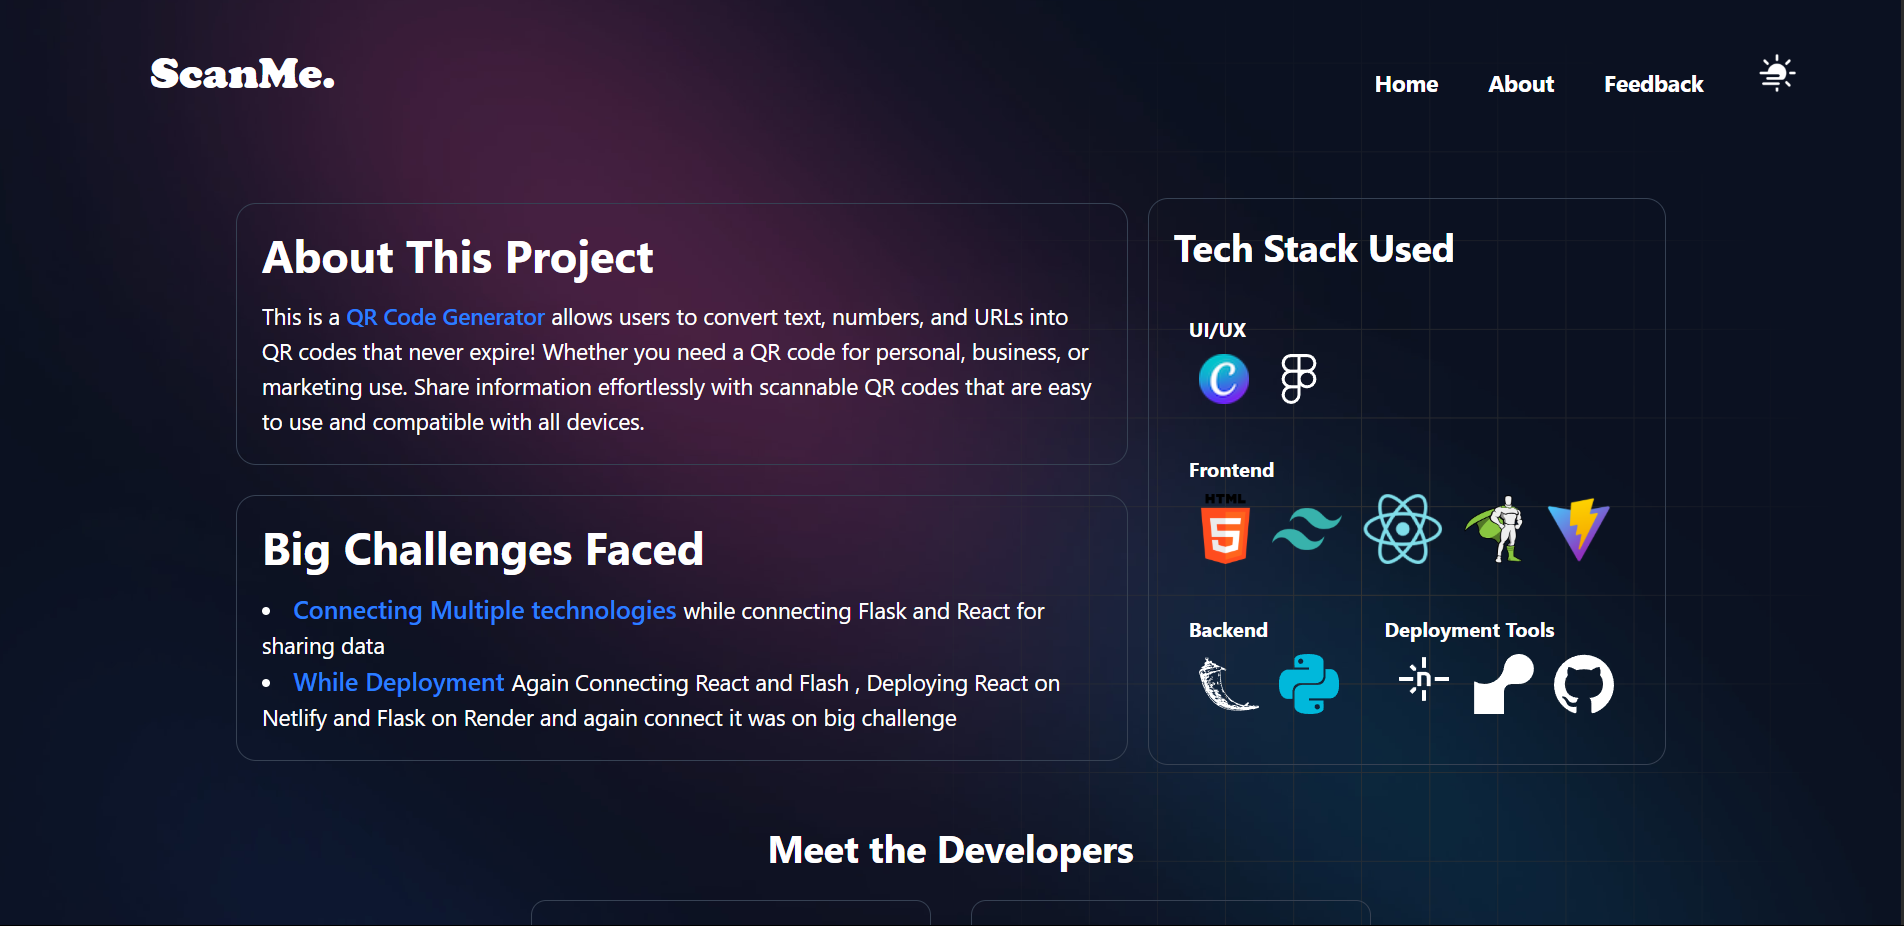 ScanMe.
Home About Feedback
About This Project
This is a QR Code Generator allows users to convert text, numbers, and URLs into
QR codes that never expire! Whether you need a QR code for personal, business, or
marketing use. Share information effortlessly with scannable QR codes that are easy
to use and compatible with all devices.
Big Challenges Faced
• Connecting Multiple technologies while connecting Flask and React for
sharing data
• While Deployment Again Connecting React and Flash , Deploying React on
Netlify and Flask on Render and again connect it was on big challenge
Tech Stack Used
UI/UX
C
Frontend
HTML
5
Backend
Deployment Tools
n
Meet the Developers